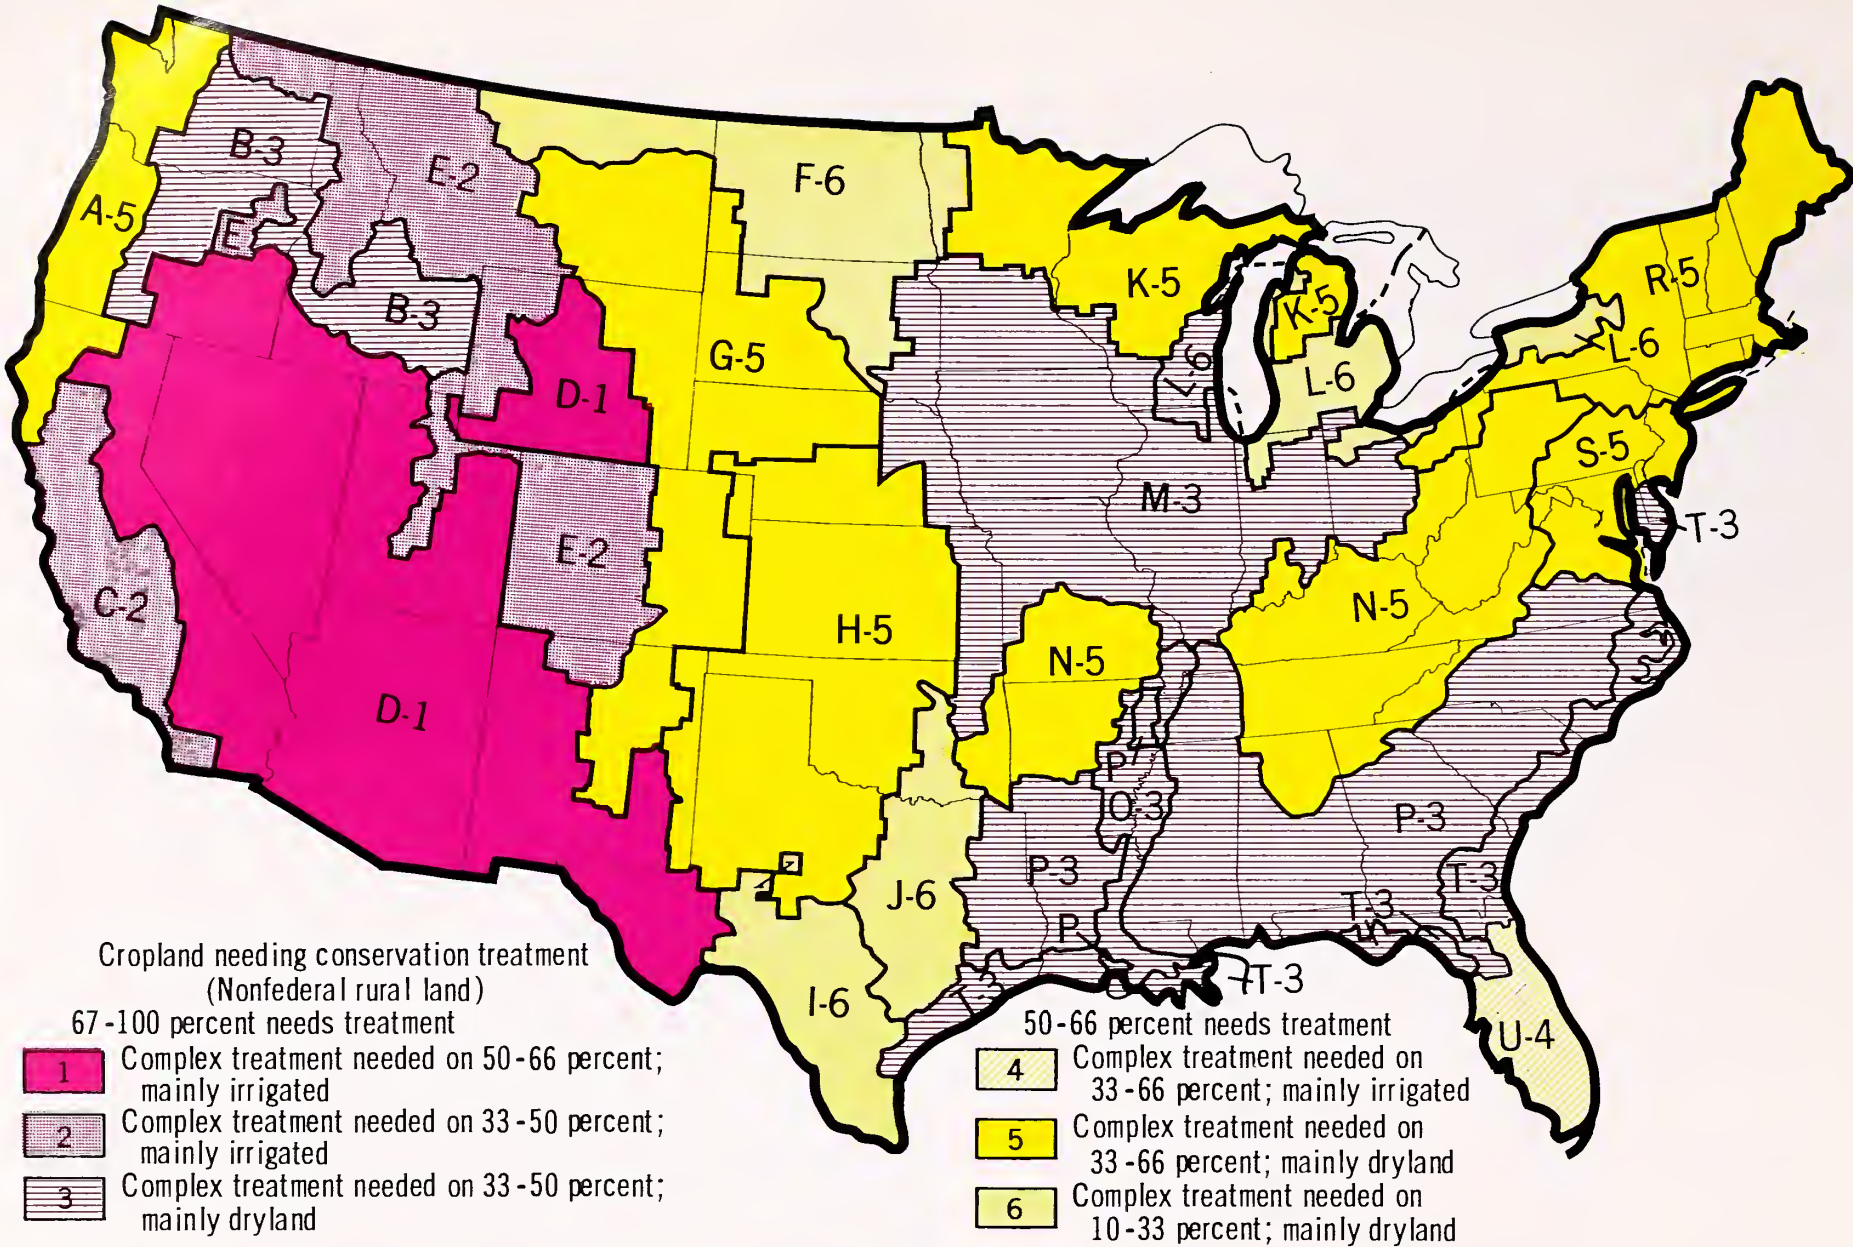 B-3
E-2
F-6
A-5
E
B-3
K-5
K-5
R-5
G-5
D-1
L-6
L-6
L-6
S-5
M-3
T-3
E-2
C-2
H-5
N-5
N-5
D-1
P
O-3
P-3
P-3
J-6
T-3
T-3
P
I-6
T-3
O
T-3
U-4
Cropland needing conservation treatment
(Nonfederal rural land)
67-100 percent needs treatment
1 Complex treatment needed on 50-66 percent;
mainly irrigated
2 Complex treatment needed on 33-50 percent;
mainly irrigated
3 Complex treatment needed on 33-50 percent;
mainly dryland
50-66 percent needs treatment
4 Complex treatment needed on
33-66 percent; mainly irrigated
5 Complex treatment needed on
33-66 percent; mainly dryland
6 Complex treatment needed on
10-33 percent; mainly dryland